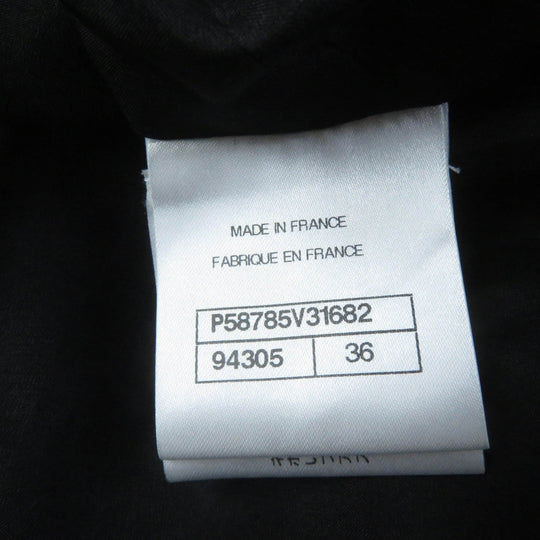 MADE IN FRANCE
FABRIQUE EN FRANCE
P58785V31682
94305 36